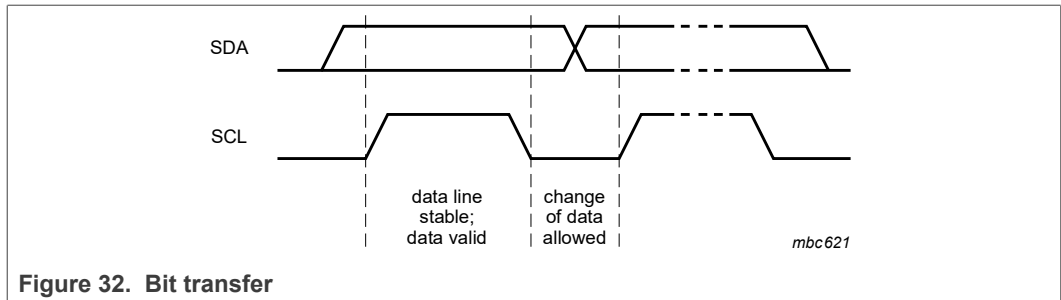 SDA
SCL
data line
stable;
data valid
change
of data
allowed
mbc621
Figure 32. Bit transfer